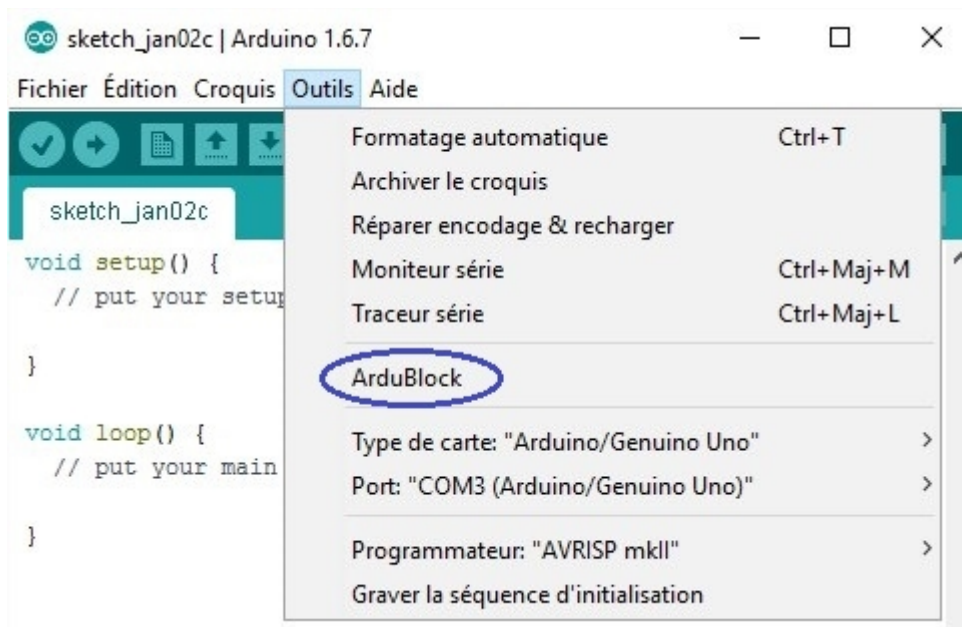 sketch_jan02c | Arduino 1.6.7
Fichier Édition Croquis Outils Aide
Formatage automatique Ctrl+T
Archiver le croquis
Réparer encodage & recharger
Moniteur série Ctrl+Maj+M
Traceur série Ctrl+Maj+L
ArduBlock
Type de carte: "Arduino/Genuino Uno"
Port: "COM3 (Arduino/Genuino Uno)"
Programmateur: "AVRISP mkII"
Graver la séquence d'initialisation
sketch_jan02c
void setup() {
// put your setup
}
void loop() {
// put your main
}